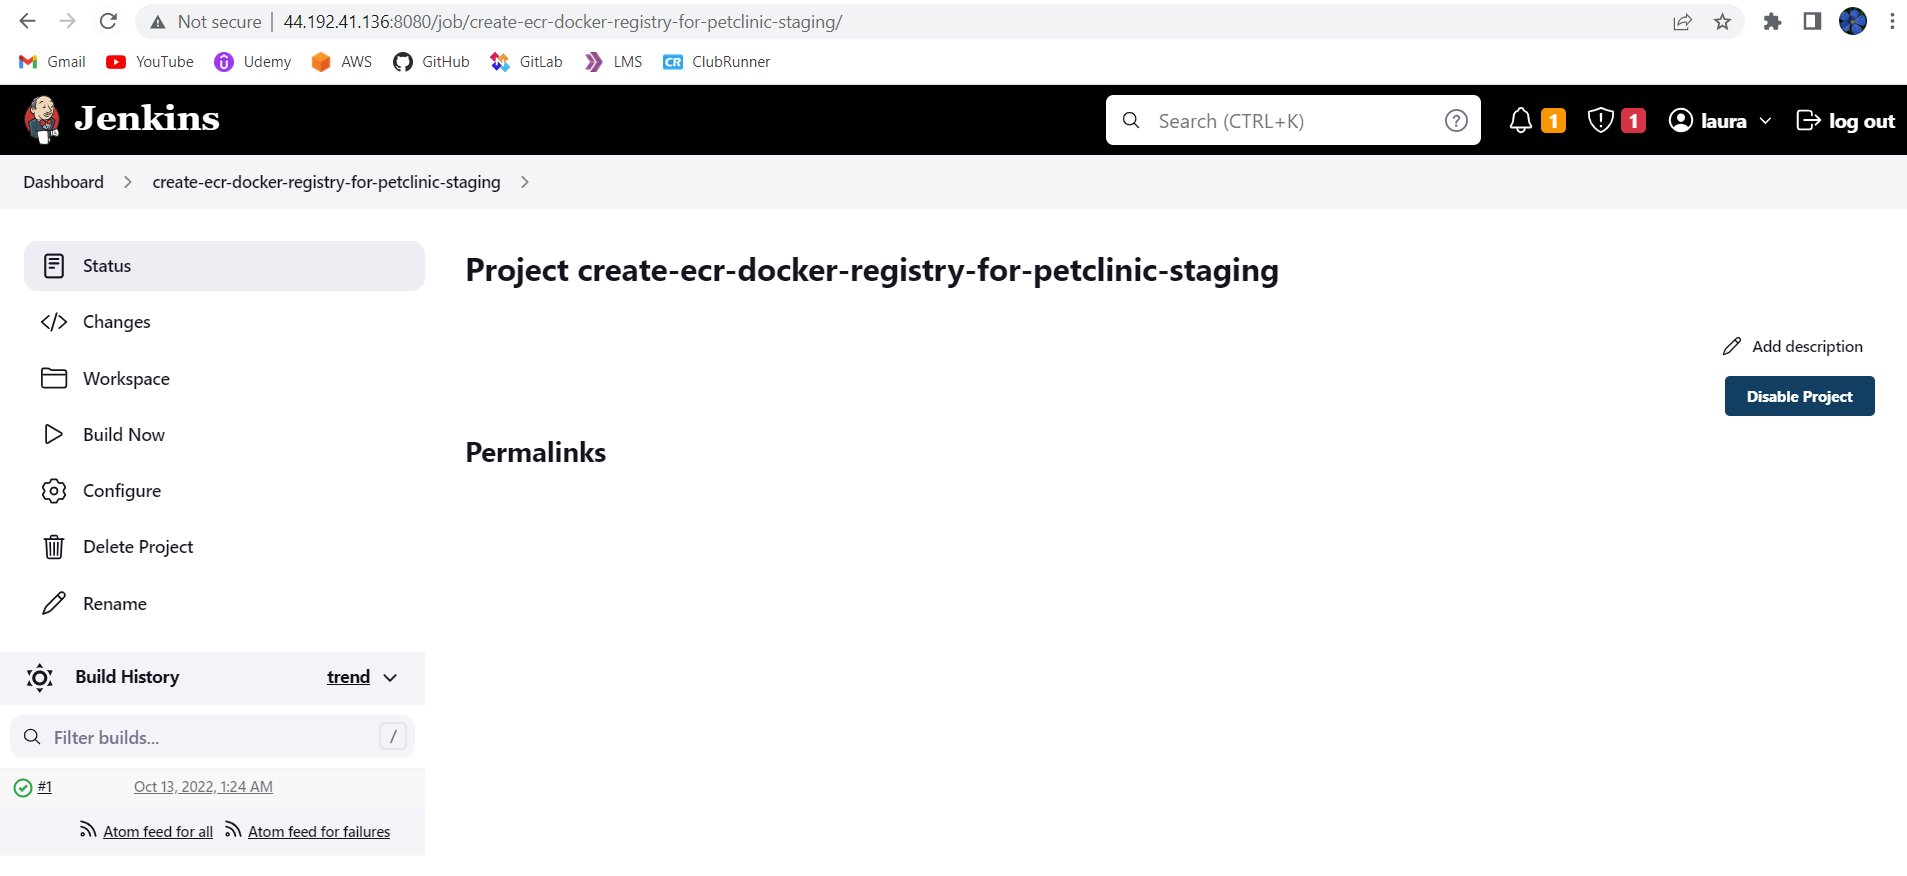 Not secure | 44.192.41.136:8080/job/create-ecr-docker-registry-for-petclinic-staging/
Gmail YouTube Udemy AWS GitHub GitLab LMS CR ClubRunner
Jenkins Search (CTRL+K) ? 1 1 laura log out
Dashboard create-ecr-docker-registry-for-petclinic-staging
Status
Project create-ecr-docker-registry-for-petclinic-staging
Changes
Add description
Workspace
Disable Project
Build Now
Permalinks
Configure
Delete Project
Rename
Build History trend
Filter builds... /
#1 Oct 13, 2022, 1:24 AM
Atom feed for all Atom feed for failures